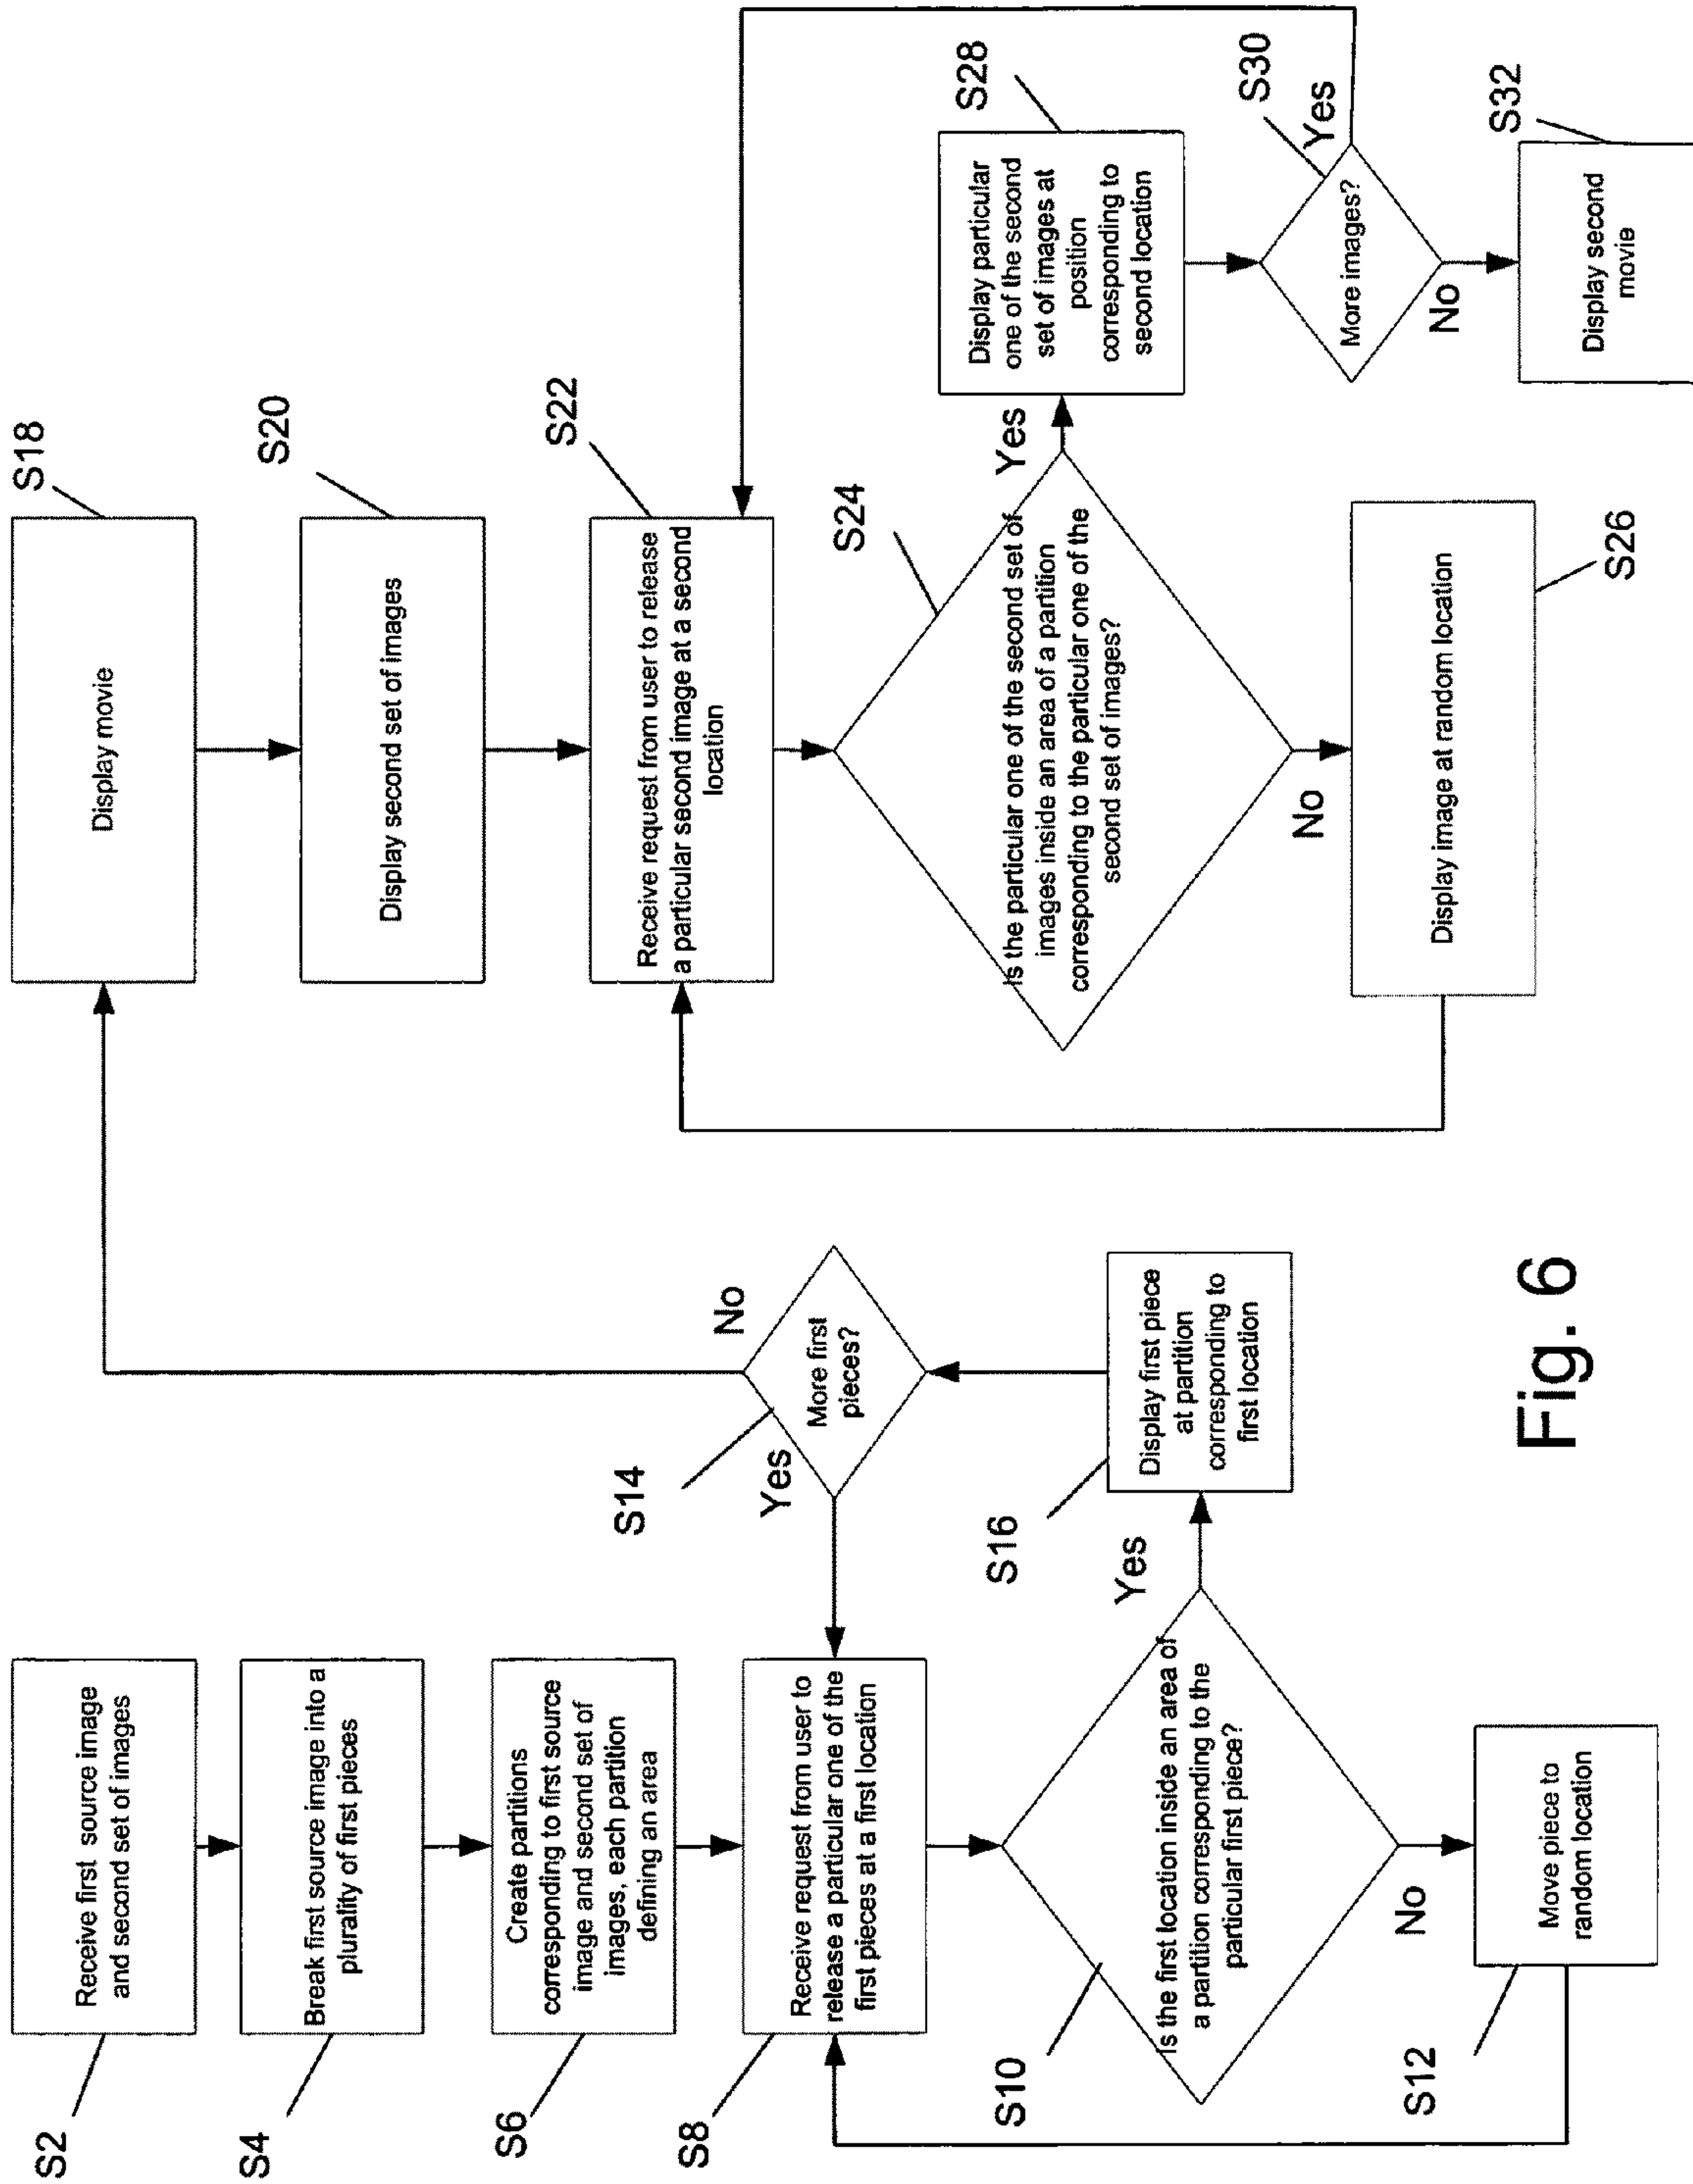 S2
Receive first source image
and second set of images
S4
Break first source image into a
plurality of first pieces
S6
Create partitions
corresponding to first source
image and second set of
images, each partition
defining an area
S8
Receive request from user to
release a particular one of the
first pieces at a first location
S10
Is the first location inside an area of
a partition corresponding to the
particular first piece?
Yes
No
S12
Move piece to
random location
S16
Display first piece
at partition
corresponding to
first location
S14
More first
pieces?
Yes
No
S18
Display movie
S20
Display second set of images
S22
Receive request from user to release
a particular second image at a second
location
S24
Is the particular one of the second set of
images inside an area of a partition
corresponding to the particular one of the
second set of images?
Yes
No
S26
Display image at random location
S28
Display particular
one of the second
set of images at
position
corresponding to
second location
S30
More images?
Yes
No
S32
Display second
movie
Fig. 6